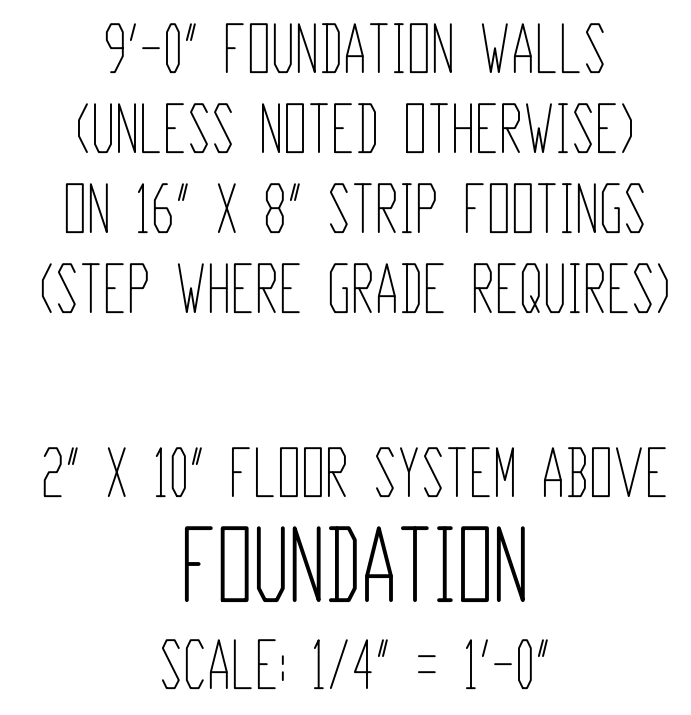 9'-0" FOUNDATION WALLS
(UNLESS NOTED OTHERWISE)
ON 16" X 8" STRIP FOOTINGS
(STEP WHERE GRADE REQUIRES)
2" X 10" FLOOR SYSTEM ABOVE
FOUNDATION
SCALE: 1/4" = 1'-0"